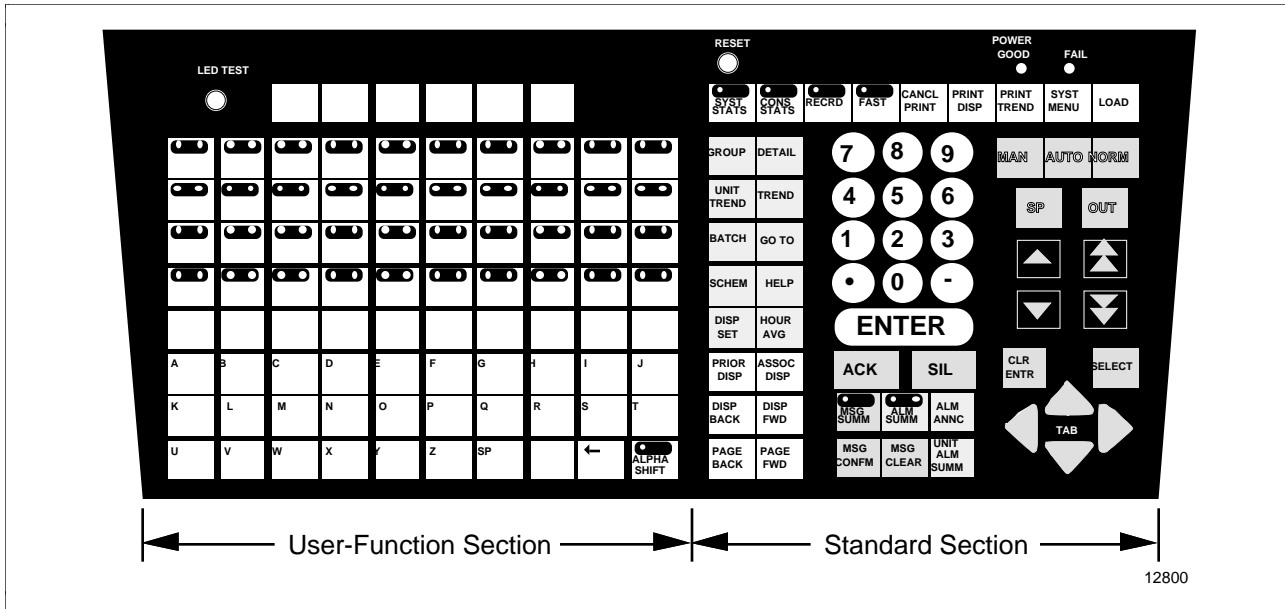 LED TEST
RESET
POWER
GOOD
FAIL
SYST
STATS
CONS
STATS
RECRD
FAST
CANCL
PRINT
PRINT
DISP
PRINT
TREND
SYST
MENU
LOAD
GROUP
DETAIL
7
8
9
MAN
AUTO
NORM
UNIT
TREND
TREND
4
5
6
SP
OUT
BATCH
GO TO
1
2
3
SCHEM
HELP
•
0
-
DISP
SET
HOUR
AVG
ENTER
A
B
C
D
E
F
G
H
I
J
PRIOR
DISP
ASSOC
DISP
ACK
SIL
CLR
ENTR
SELECT
K
L
M
N
O
P
Q
R
S
T
DISP
BACK
DISP
FWD
MSG
SUMM
ALM
SUMM
ALM
ANNC
TAB
U
V
W
X
Y
Z
SP
←
ALPHA
SHIFT
PAGE
BACK
PAGE
FWD
MSG
CONFM
MSG
CLEAR
UNIT
ALM
SUMM
User-Function Section
Standard Section
12800